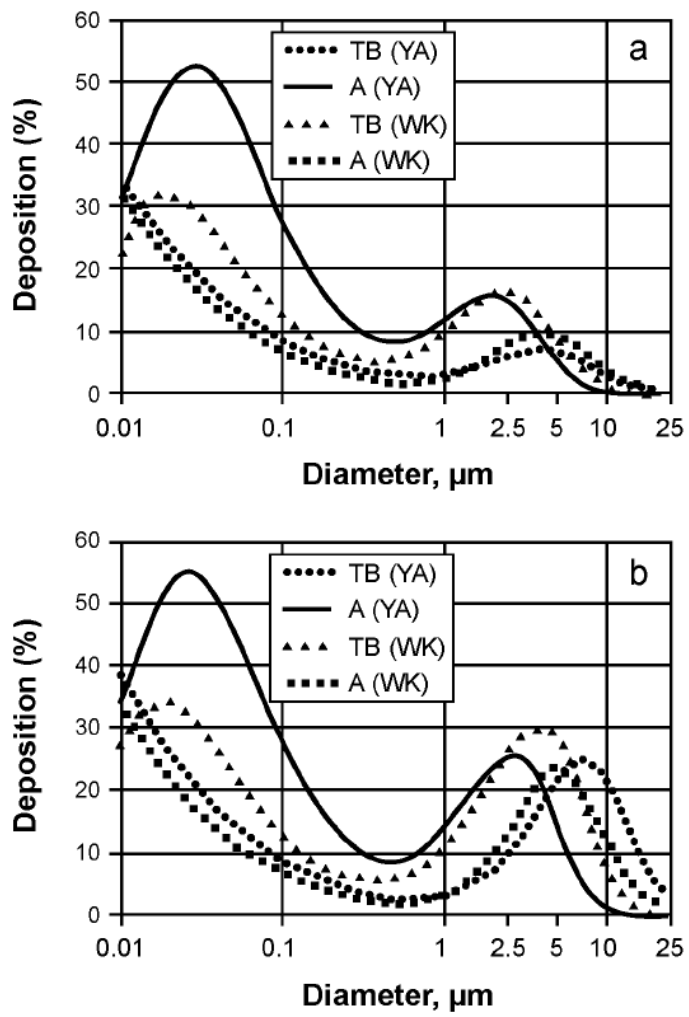 60
50
40
30
20
10
0
Deposition (%)
TB (YA)
A (YA)
TB (WK)
A (WK)
a
0.01 0.1 1 2.5 5 10 25
Diameter, µm
60
50
40
30
20
10
0
Deposition (%)
TB (YA)
A (YA)
TB (WK)
A (WK)
b
0.01 0.1 1 2.5 5 10 25
Diameter, µm